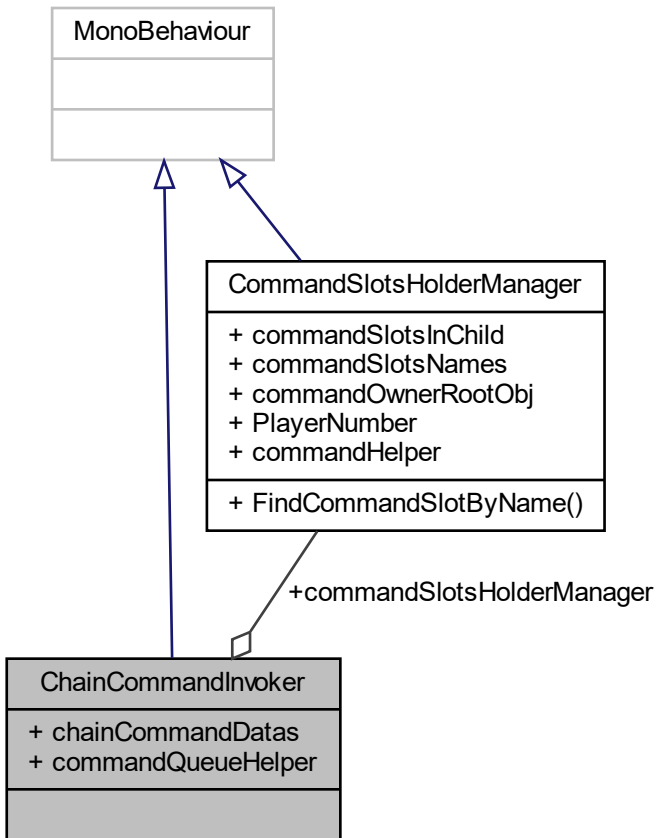 MonoBehaviour
CommandSlotsHolderManager
+ commandSlotsInChild
+ commandSlotsNames
+ commandOwnerRootObj
+ PlayerNumber
+ commandHelper
+ FindCommandSlotByName()
+commandSlotsHolderManager
ChainCommandInvoker
+ chainCommandDatas
+ commandQueueHelper